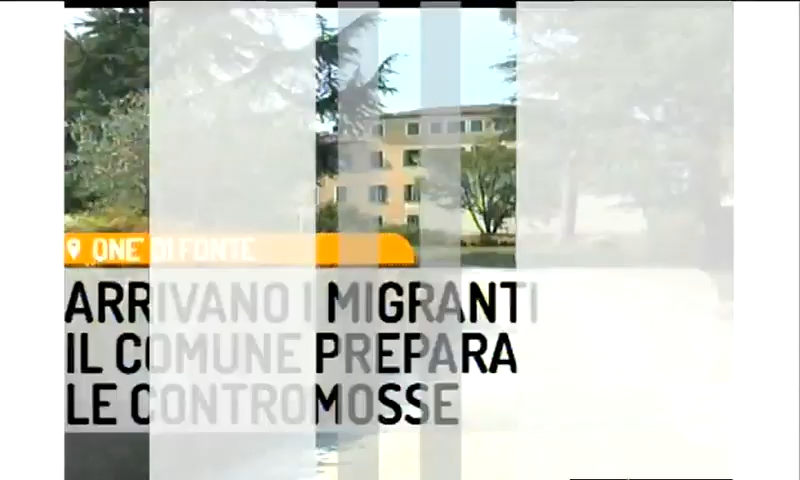 ONE' DI FONTE
ARRIVANO I MIGRANTI
IL COMUNE PREPARA
LE CONTROMOSSE